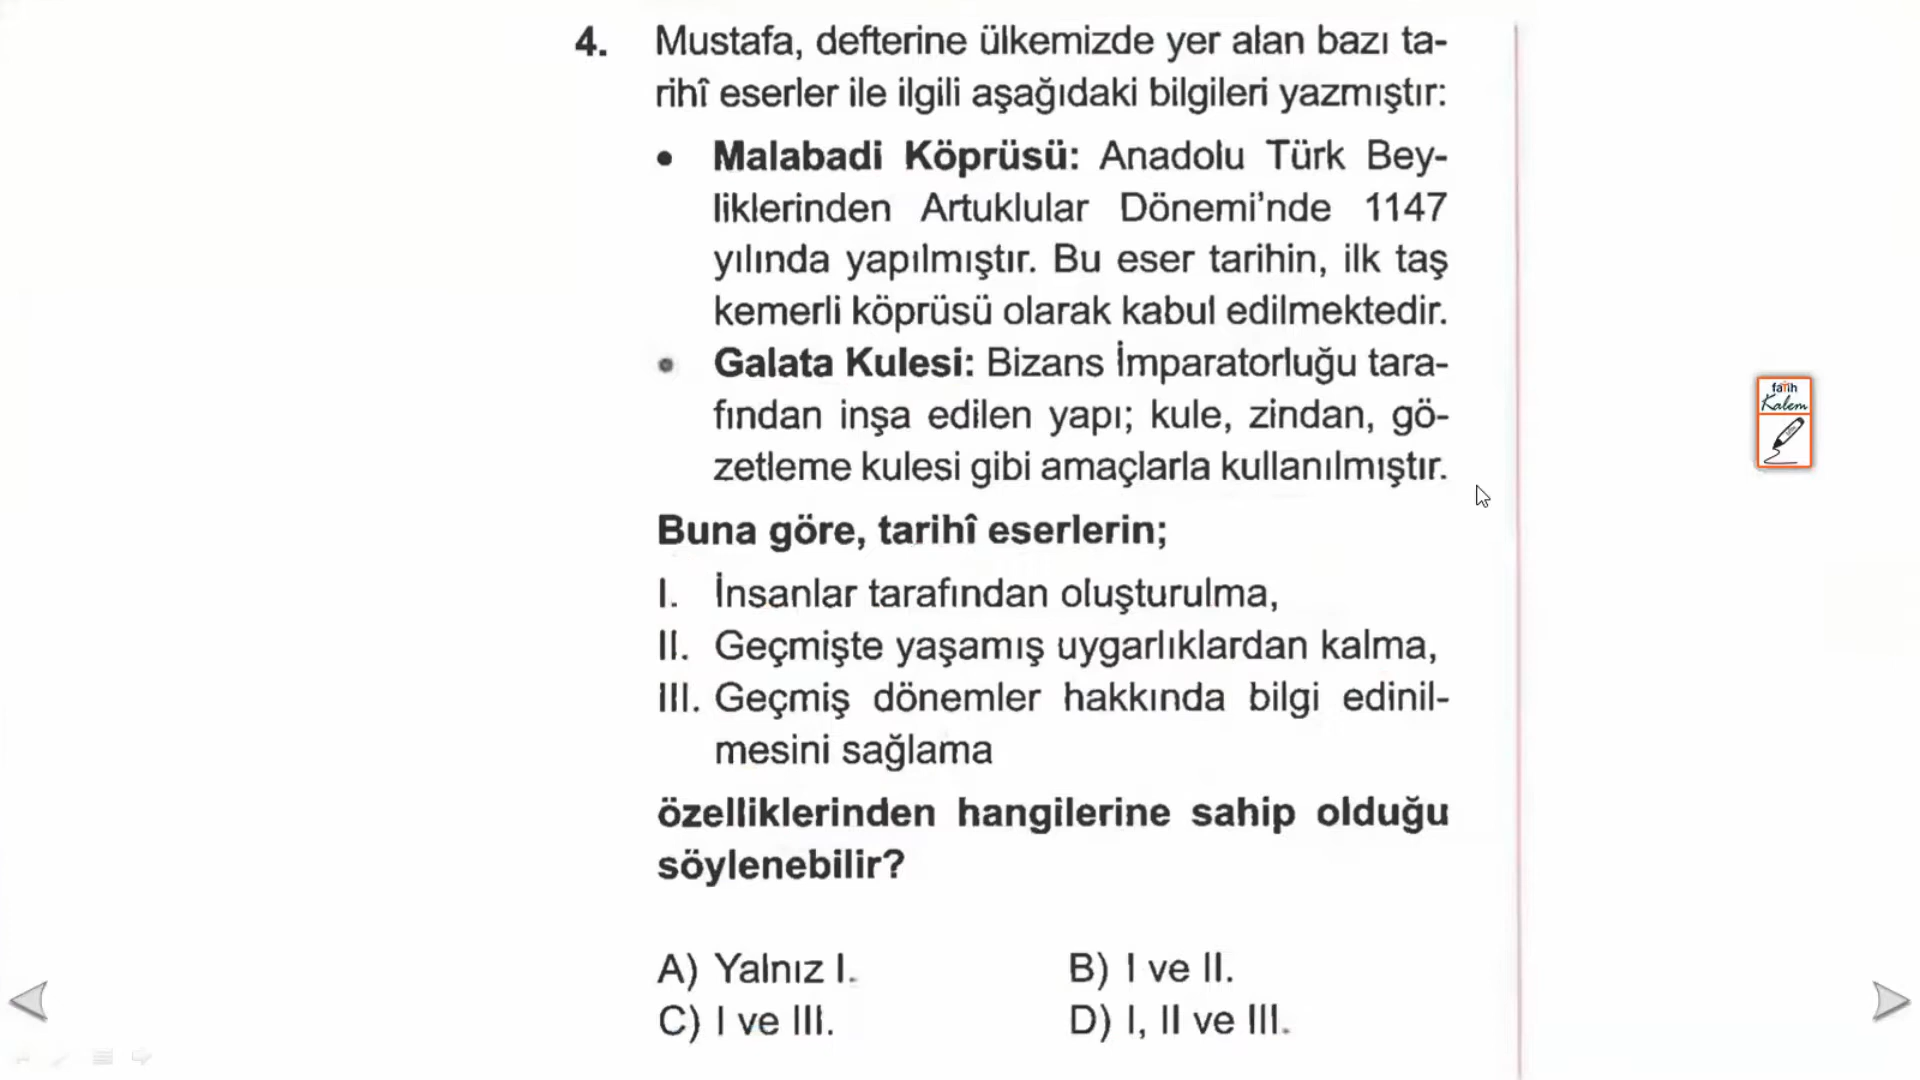 4. Mustafa, defterine ülkemizde yer alan bazı ta-
rihî eserler ile ilgili aşağıdaki bilgileri yazmıştır:
• Malabadi Köprüsü: Anadolu Türk Bey-
liklerinden Artuklular Dönemi'nde 1147
yılında yapılmıştır. Bu eser tarihin, ilk taş
kemerli köprüsü olarak kabul edilmektedir.
• Galata Kulesi: Bizans İmparatorluğu tara-
fından inşa edilen yapı; kule, zindan, gö-
zetleme kulesi gibi amaçlarla kullanılmıştır.
Buna göre, tarihî eserlerin;
I. İnsanlar tarafından oluşturulma,
II. Geçmişte yaşamış uygarlıklardan kalma,
III. Geçmiş dönemler hakkında bilgi edinil-
mesini sağlama
özelliklerinden hangilerine sahip olduğu
söylenebilir?
A) Yalnız I. B) I ve II.
C) I ve III. D) I, II ve III.
fatih
Kalem